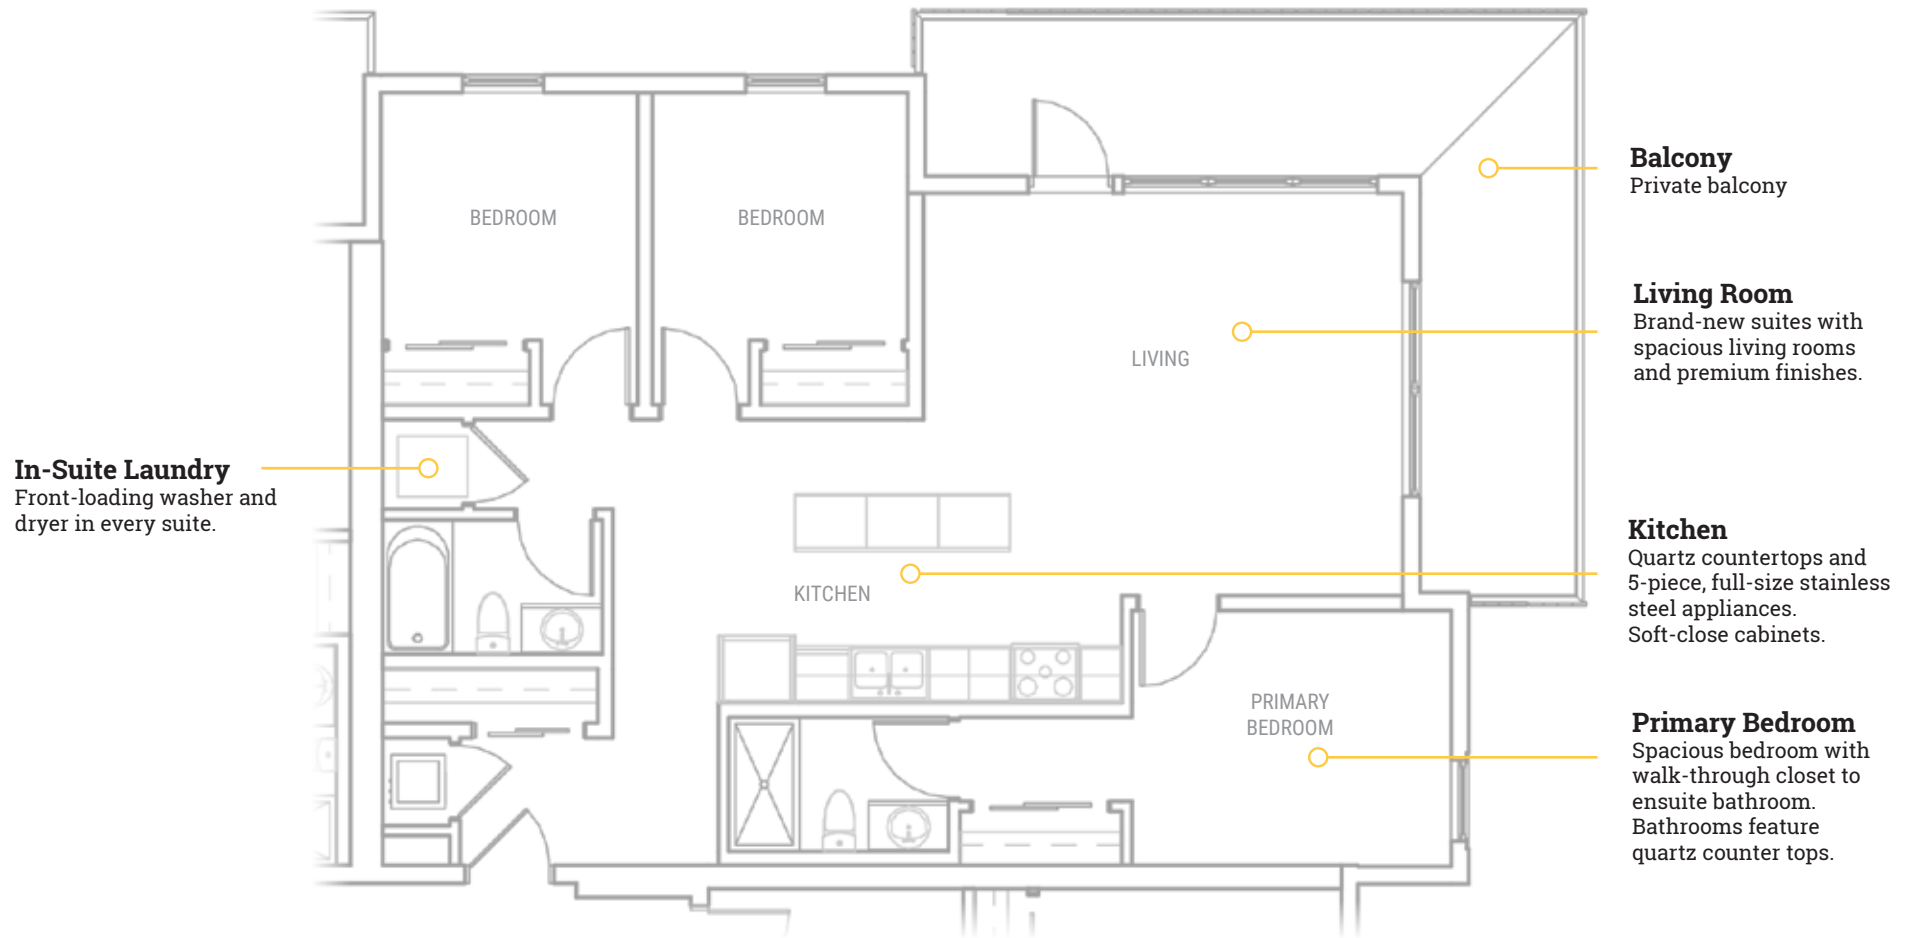 BEDROOM
BEDROOM
LIVING
KITCHEN
PRIMARY
BEDROOM
In-Suite Laundry
Front-loading washer and
dryer in every suite.
Balcony
Private balcony
Living Room
Brand-new suites with
spacious living rooms
and premium finishes.
Kitchen
Quartz countertops and
5-piece, full-size stainless
steel appliances.
Soft-close cabinets.
Primary Bedroom
Spacious bedroom with
walk-through closet to
ensuite bathroom.
Bathrooms feature
quartz counter tops.